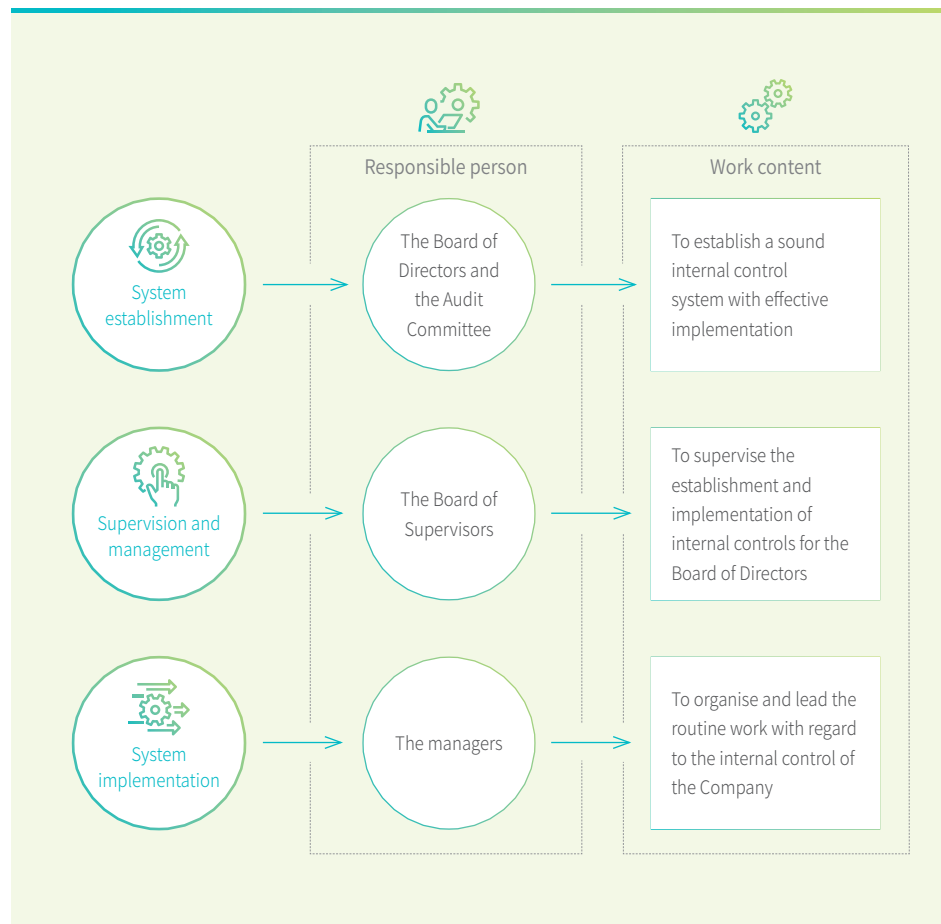 Responsible person
Work content
System
establishment
The Board of
Directors and
the Audit
Committee
To establish a sound
internal control
system with effective
implementation
Supervision and
management
The Board of
Supervisors
To supervise the
establishment and
implementation of
internal controls for the
Board of Directors
System
implementation
The managers
To organise and lead the
routine work with regard
to the internal control of
the Company